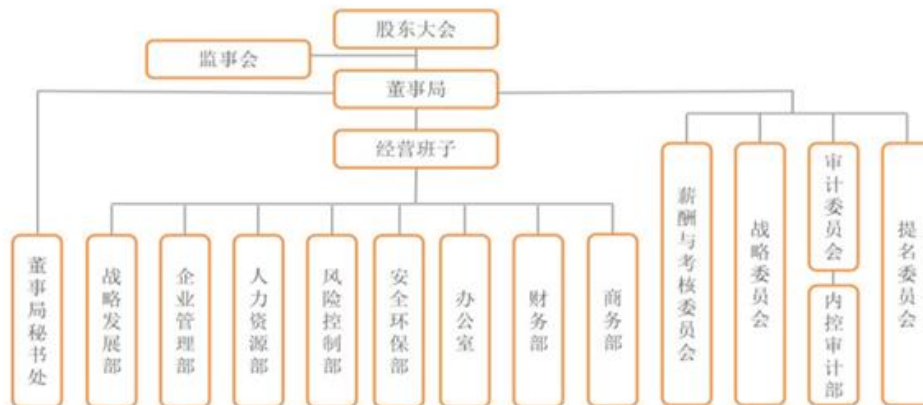 股东大会
监事会
董事局
经营班子
董事局秘书处
战略发展部
企业管理部
人力资源部
风险控制部
安全环保部
办公室
财务部
商务部
薪酬与考核委员会
战略委员会
审计委员会
内控审计部
提名委员会